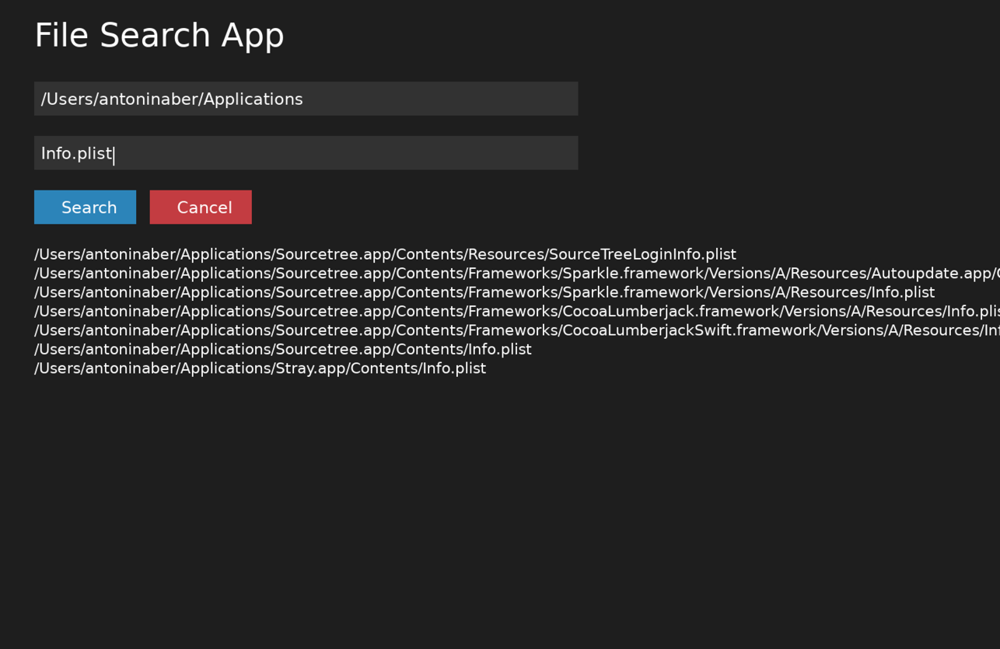 File Search App
/Users/antoninaber/Applications
Info.plist
Search Cancel
/Users/antoninaber/Applications/Sourcetree.app/Contents/Resources/SourceTreeLoginInfo.plist
/Users/antoninaber/Applications/Sourcetree.app/Contents/Frameworks/Sparkle.framework/Versions/A/Resources/Autoupdate.app/
/Users/antoninaber/Applications/Sourcetree.app/Contents/Frameworks/Sparkle.framework/Versions/A/Resources/Info.plist
/Users/antoninaber/Applications/Sourcetree.app/Contents/Frameworks/CocoaLumberjack.framework/Versions/A/Resources/Info.plis
/Users/antoninaber/Applications/Sourcetree.app/Contents/Frameworks/CocoaLumberjackSwift.framework/Versions/A/Resources/Inf
/Users/antoninaber/Applications/Sourcetree.app/Contents/Info.plist
/Users/antoninaber/Applications/Stray.app/Contents/Info.plist